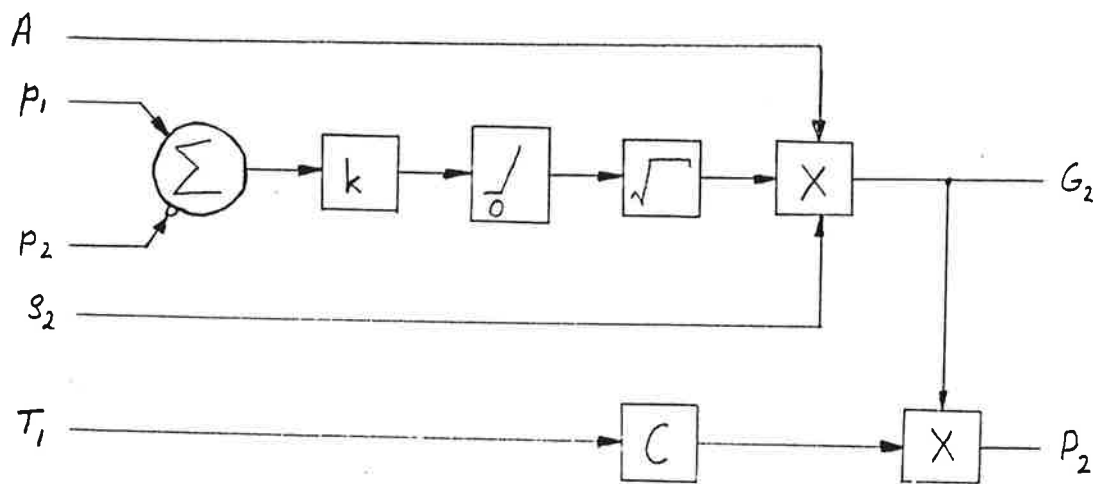 A
p₁
Σ
k
0
√
X
G₂
p₂
S₂
T₁
C
X
P₂